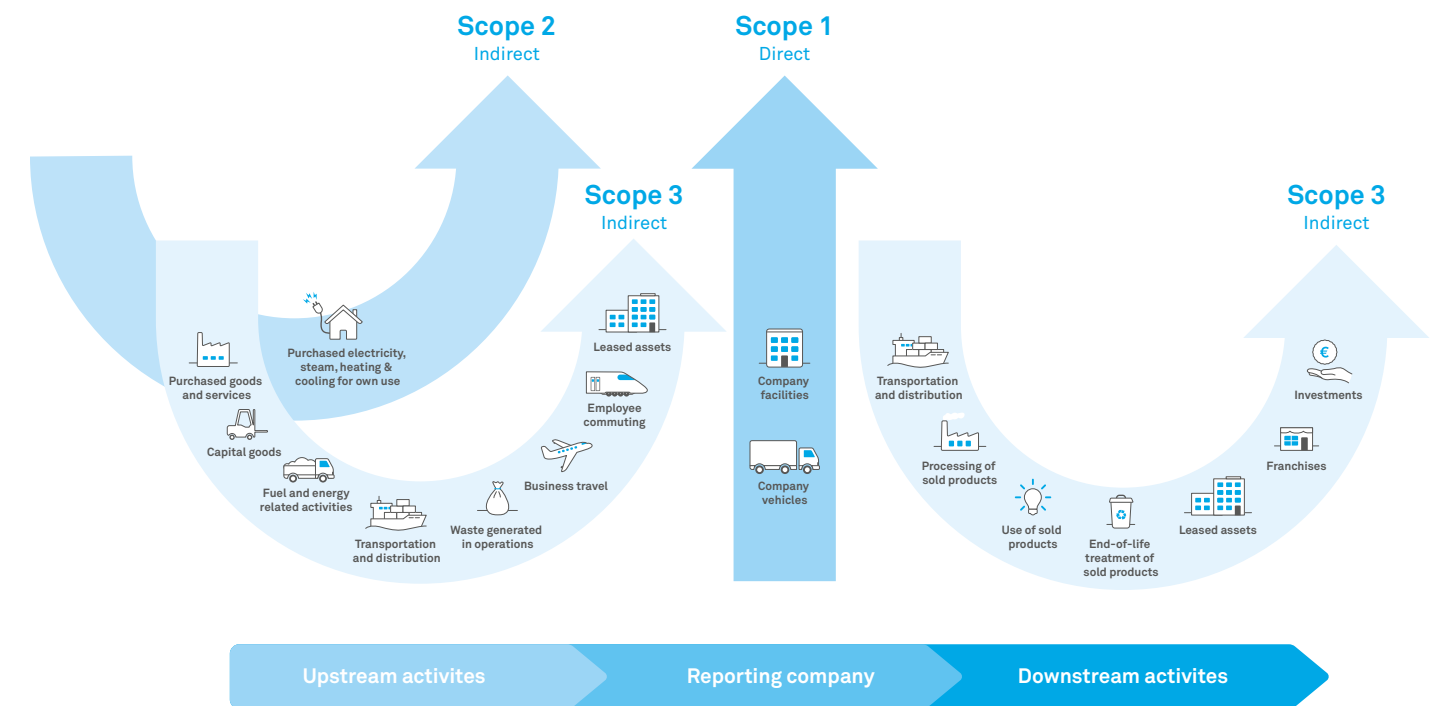 Scope 2
Indirect
Scope 1
Direct
Scope 3
Indirect
Scope 3
Indirect
Purchased electricity,
steam, heating &
cooling for own use
Purchased goods
and services
Capital goods
Fuel and energy
related activities
Transportation
and distribution
Waste generated
in operations
Business travel
Employee
commuting
Leased assets
Company
facilities
Company
vehicles
Transportation
and distribution
Processing of
sold products
Use of sold
products
End-of-life
treatment of
sold products
Leased assets
Franchises
€
Investments
Upstream activites
Reporting company
Downstream activites